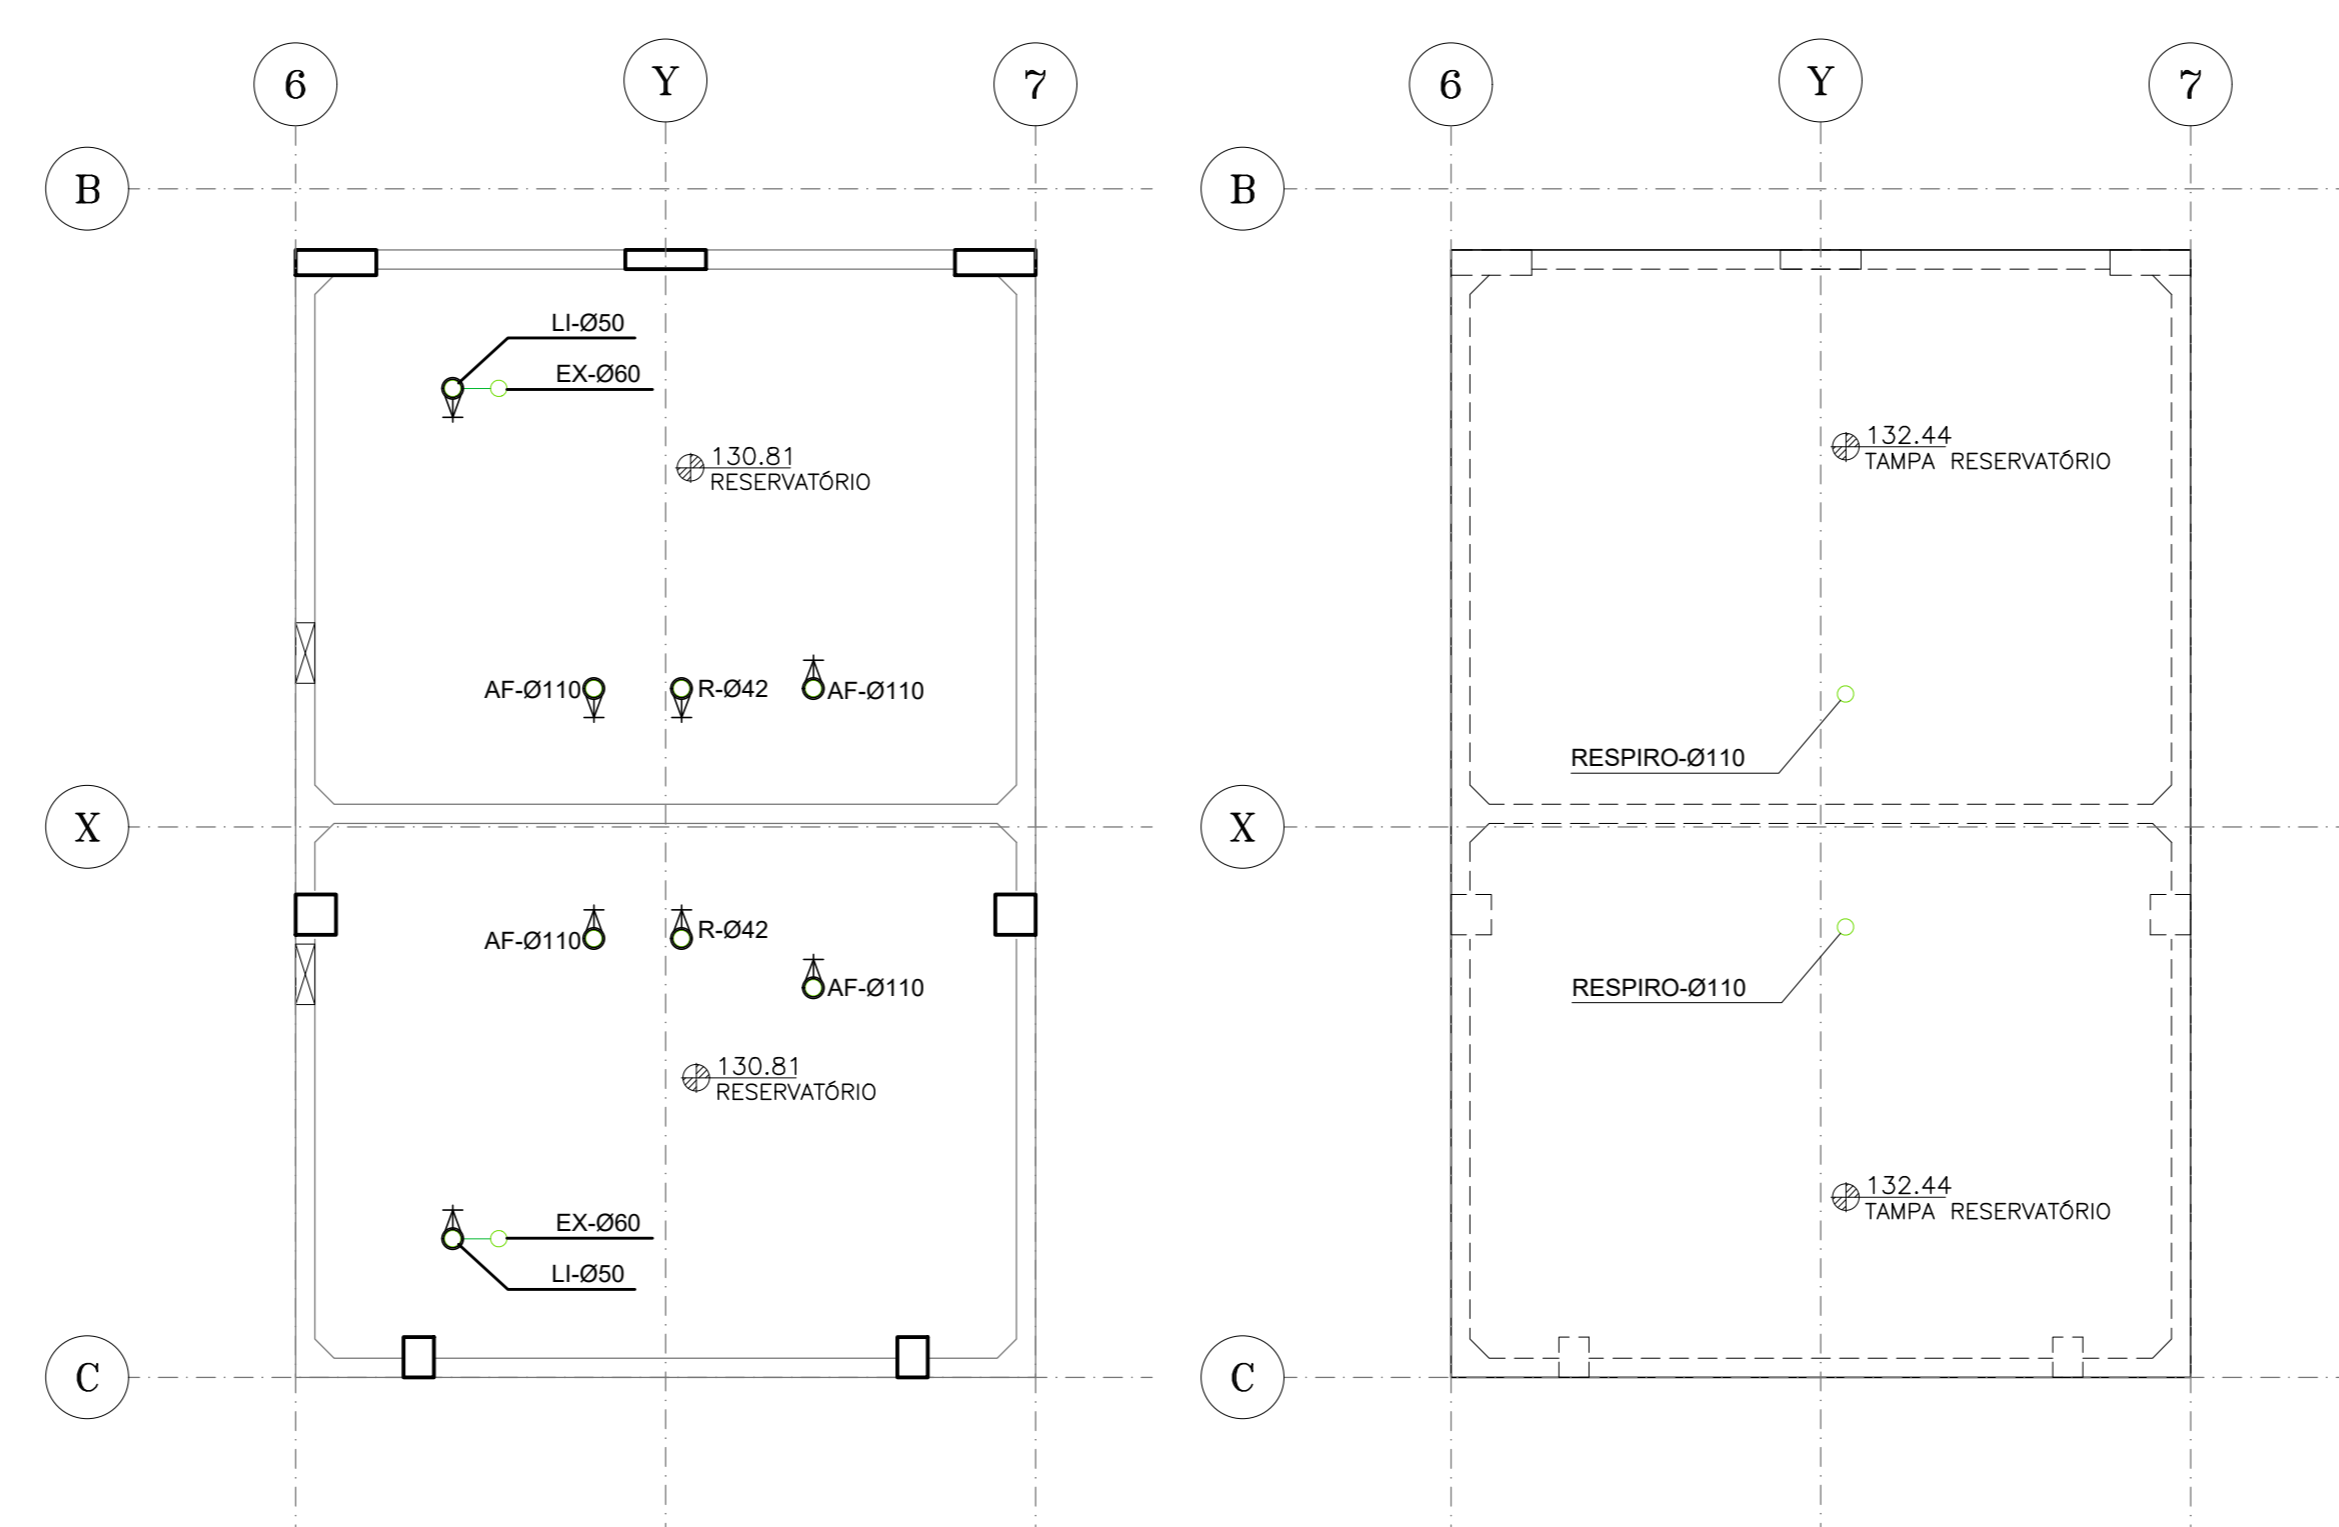 6
Y
7
B
LI-Ø50
EX-Ø60
130.81
RESERVATÓRIO
AF-Ø110
R-Ø42
AF-Ø110
X
AF-Ø110
R-Ø42
AF-Ø110
130.81
RESERVATÓRIO
EX-Ø60
LI-Ø50
C
6
Y
7
B
132.44
TAMPA RESERVATÓRIO
RESPIRO-Ø110
X
RESPIRO-Ø110
132.44
TAMPA RESERVATÓRIO
C